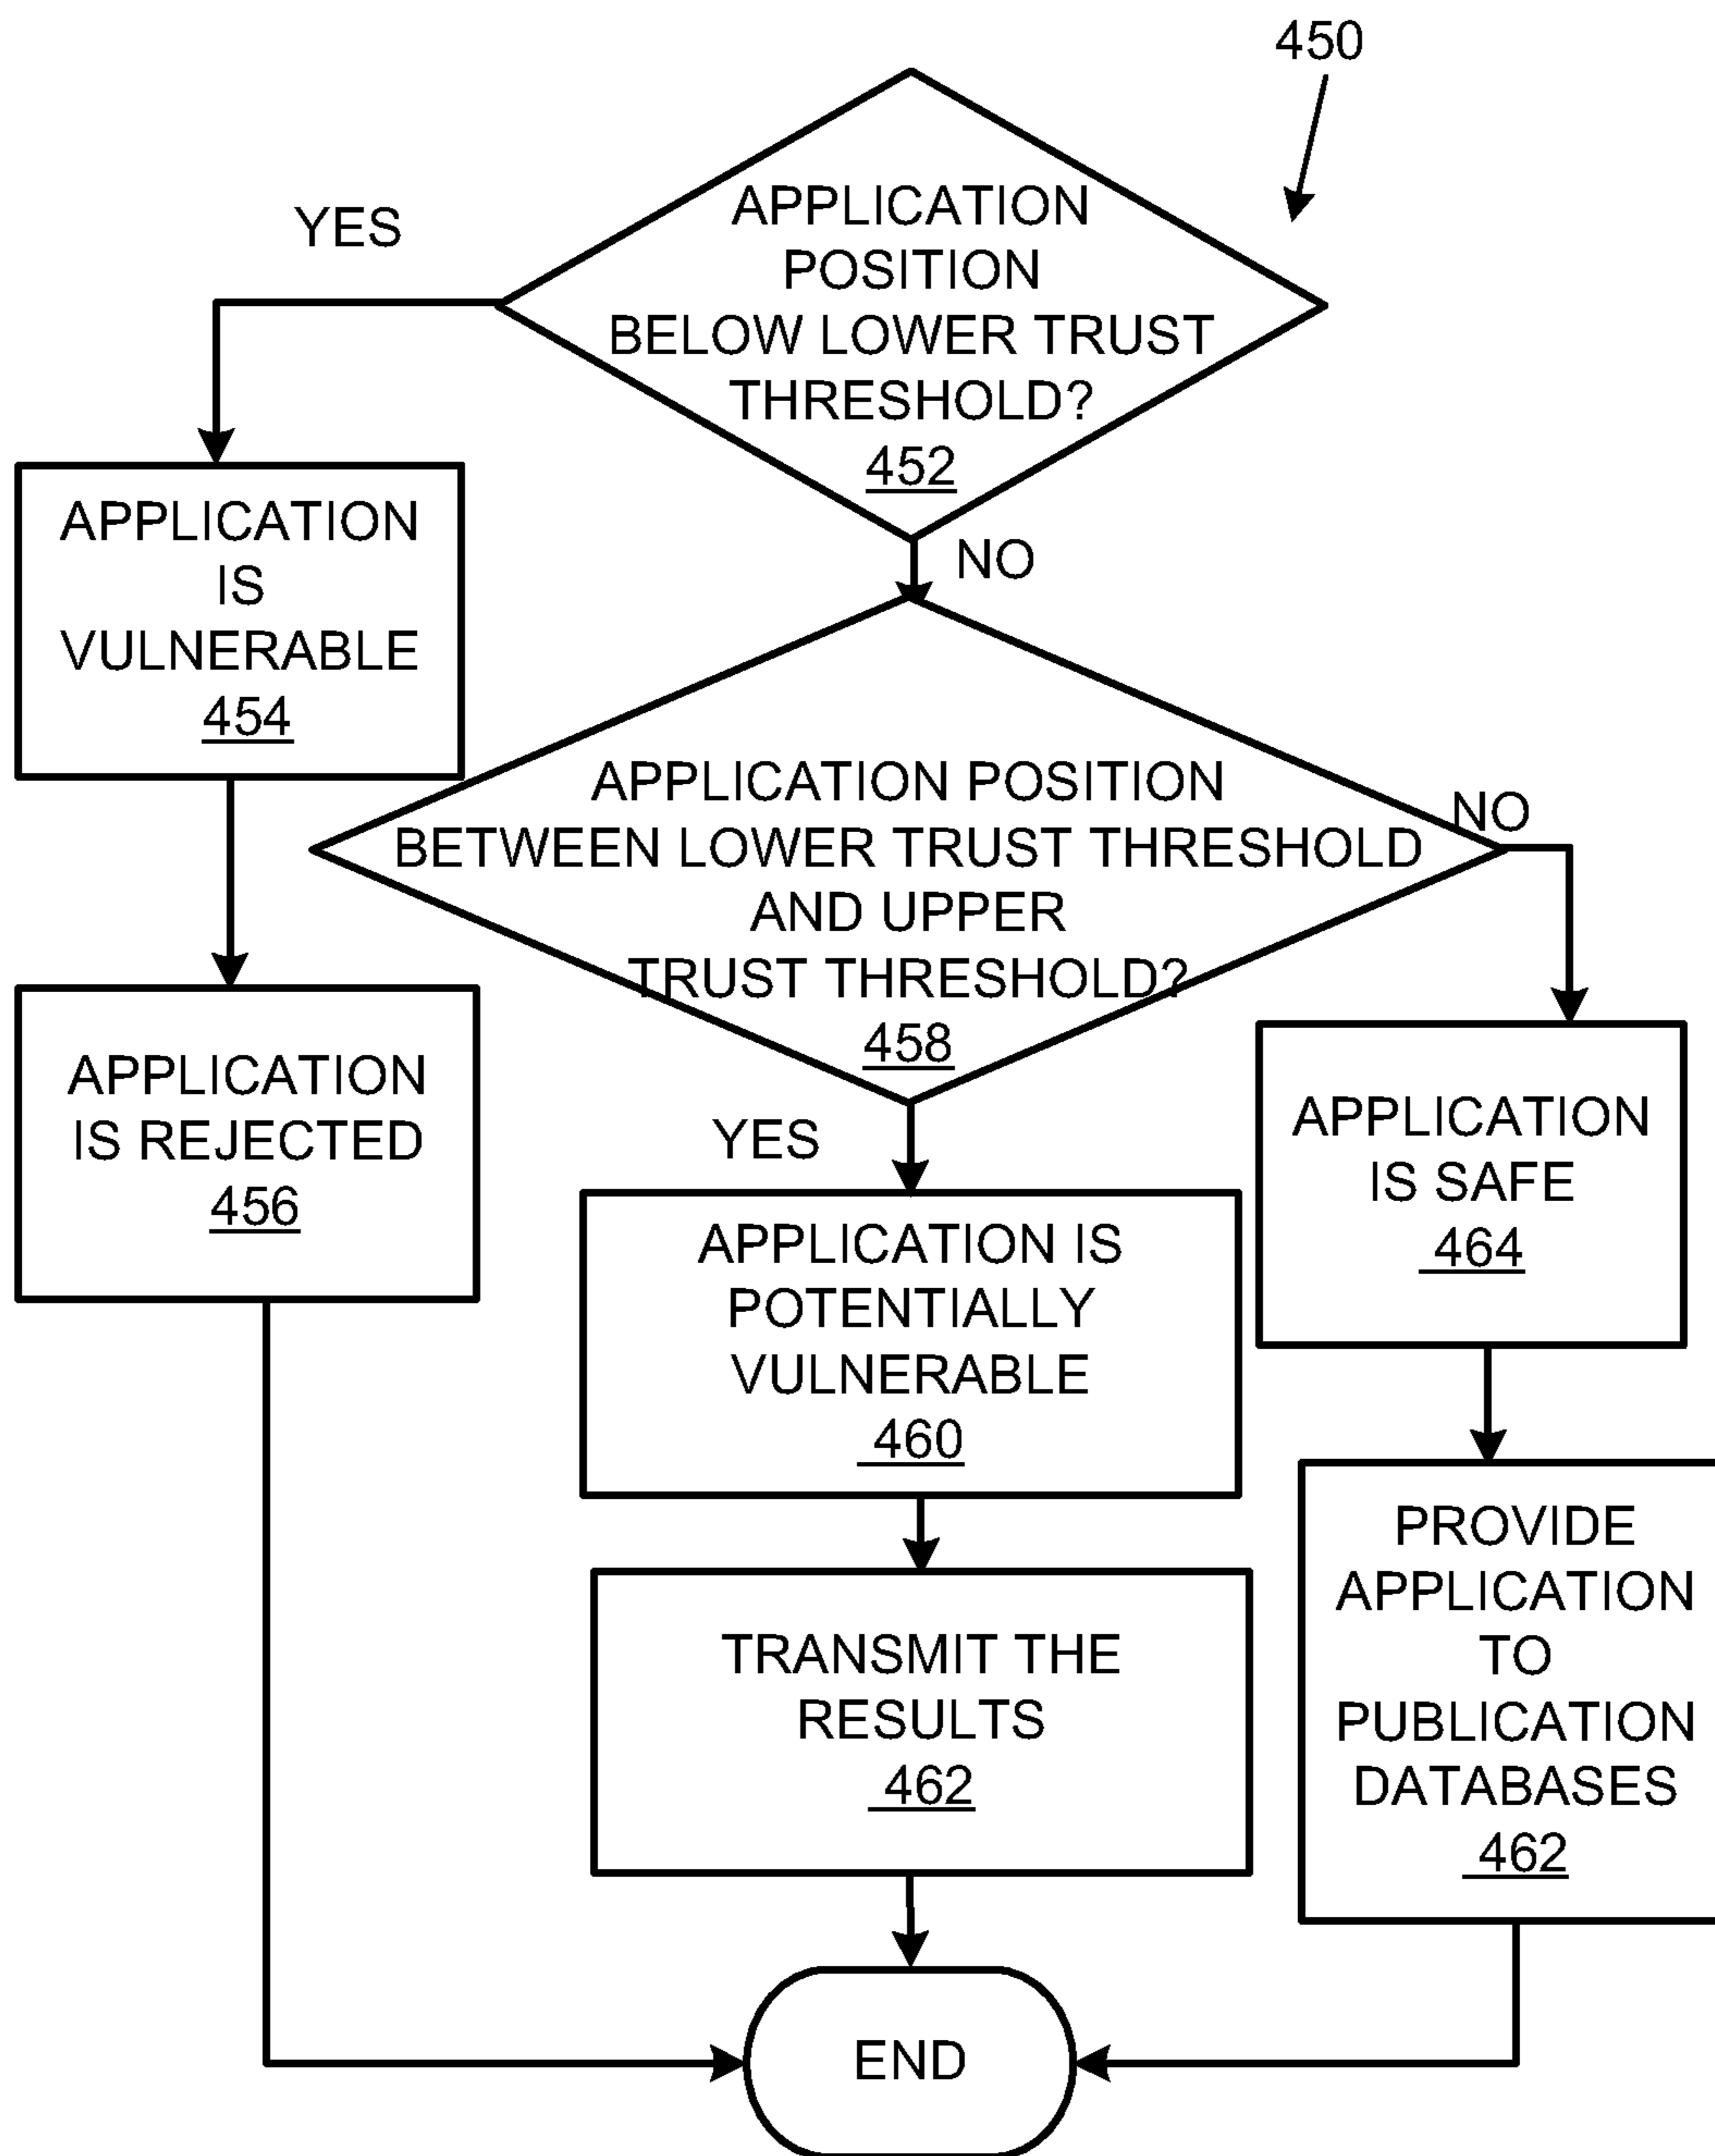 450
APPLICATION
POSITION
BELOW LOWER TRUST
THRESHOLD?
452
YES
NO
APPLICATION
IS
VULNERABLE
454
APPLICATION POSITION
BETWEEN LOWER TRUST THRESHOLD
AND UPPER
TRUST THRESHOLD?
458
NO
YES
APPLICATION
IS REJECTED
456
APPLICATION IS
POTENTIALLY
VULNERABLE
460
APPLICATION
IS SAFE
464
TRANSMIT THE
RESULTS
462
PROVIDE
APPLICATION
TO
PUBLICATION
DATABASES
462
END